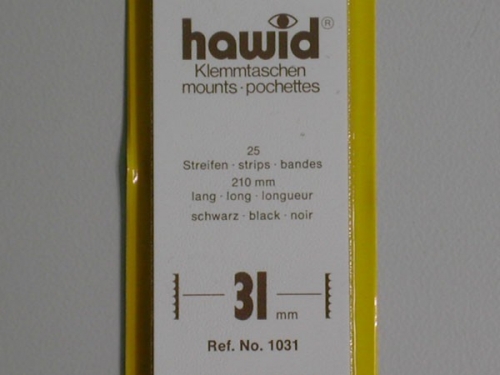 hawid®
Klemmtaschen
mounts · pochettes
25
Streifen · strips · bandes
210 mm
lang · long · longueur
schwarz · black · noir
31 mm
Ref. No. 1031